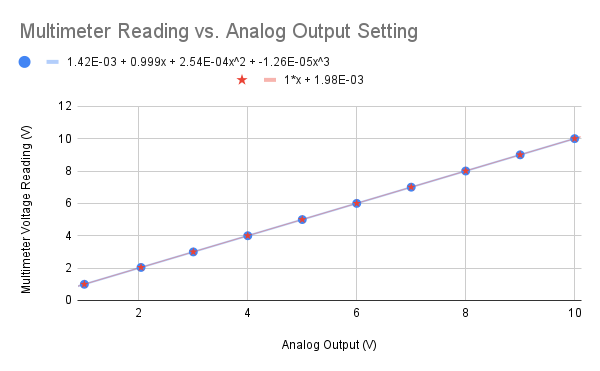 Multimeter Reading vs. Analog Output Setting
1.42E-03 + 0.999x + 2.54E-04x^2 + -1.26E-05x^3
1*x + 1.98E-03
Multimeter Voltage Reading (V)
12
10
8
6
4
2
0
2
4
6
8
10
Analog Output (V)